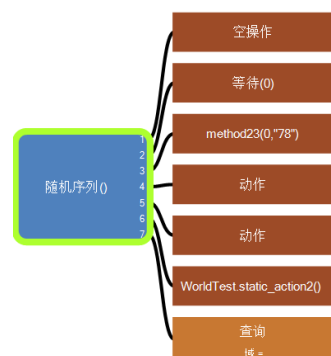 随机序列()
1
2
3
4
5
6
7
空操作
等待(0)
method23(0,"78")
动作
动作
WorldTest.static_action2()
查询
域 =